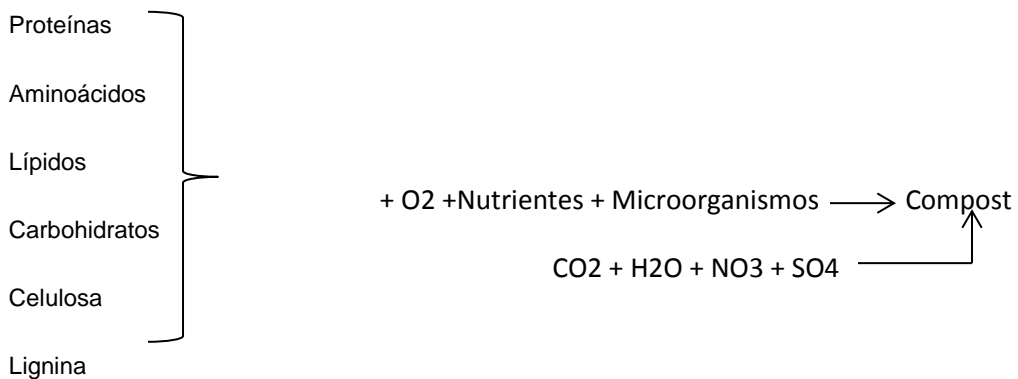 Proteínas
Aminoácidos
Lípidos
+ O2 +Nutrientes + Microorganismos → Compost
Carbohidratos
CO2 + H2O + NO3 + SO4
Celulosa
Lignina